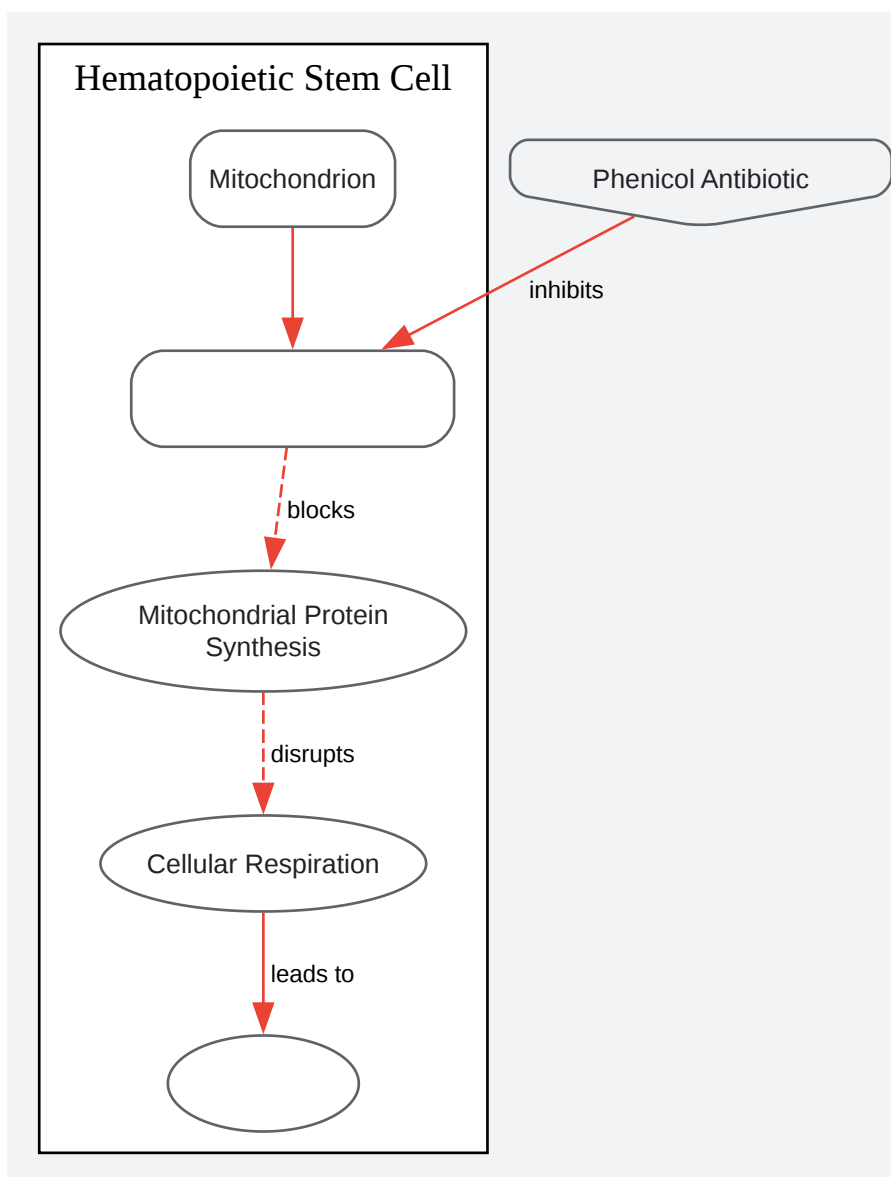 Hematopoietic Stem Cell
Mitochondrion
Phenicol Antibiotic
inhibits
blocks
Mitochondrial Protein
Synthesis
disrupts
Cellular Respiration
leads to